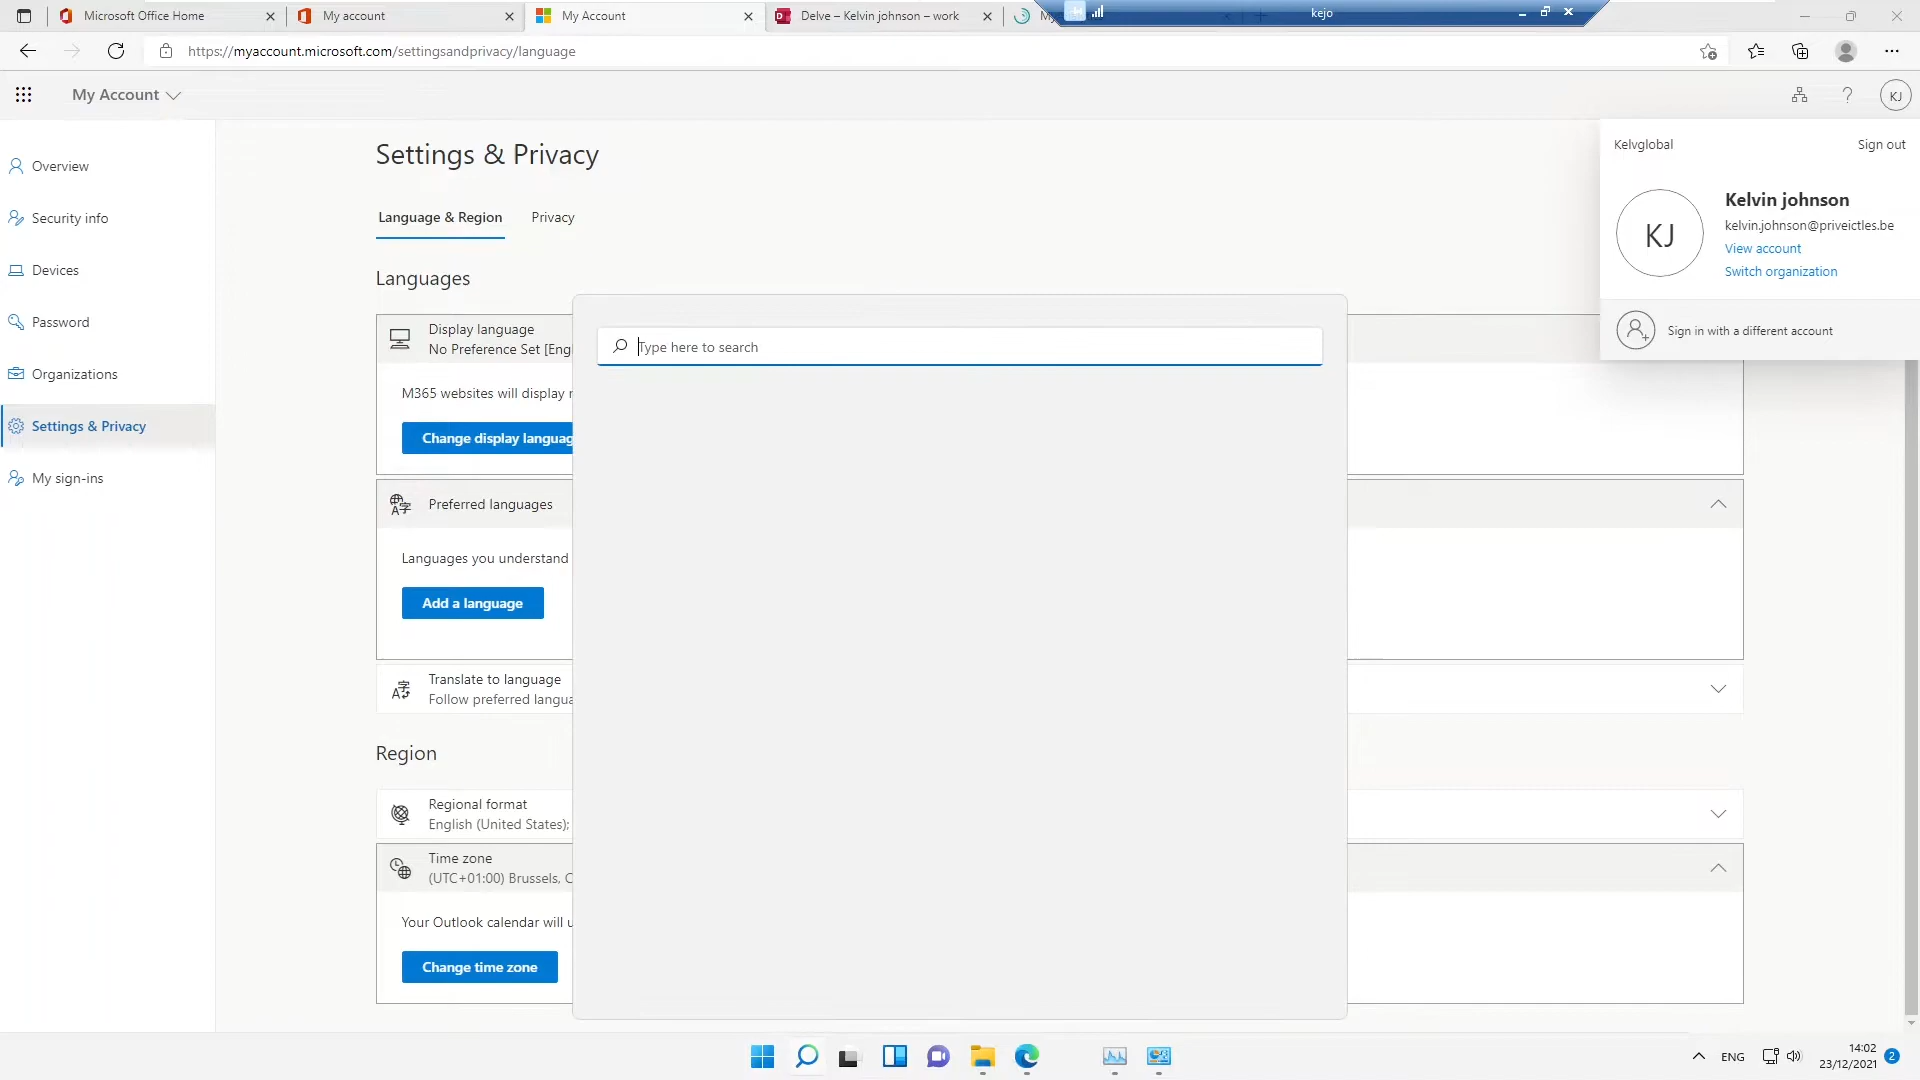 Microsoft Office Home
My account
My Account
Delve – Kelvin johnson – work
kejo
https://myaccount.microsoft.com/settingsandprivacy/language
My Account
?
KJ
Overview
Security info
Devices
Password
Organizations
Settings & Privacy
My sign-ins
Settings & Privacy
Language & Region
Privacy
Languages
Display language
No Preference Set [Engl
M365 websites will display
Change display languag
Preferred languages
Languages you understand
Add a language
Translate to language
Follow preferred langua
Region
Regional format
English (United States);
Time zone
(UTC+01:00) Brussels, C
Your Outlook calendar will u
Change time zone
Type here to search
Kelvglobal
Sign out
KJ
Kelvin johnson
kelvin.johnson@priveictles.be
View account
Switch organization
Sign in with a different account
ENG
14:02
23/12/2021
2